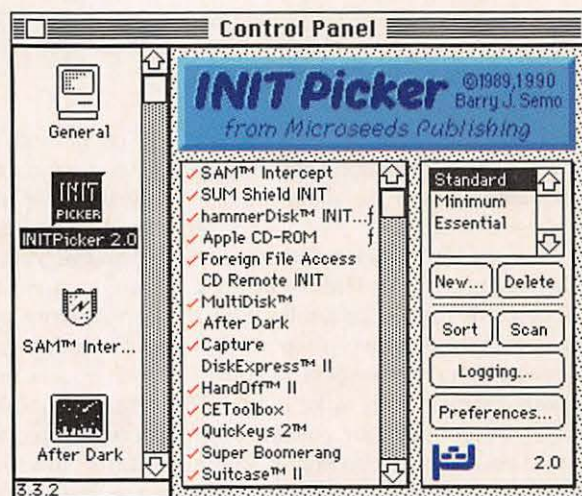 Control Panel
General
INIT
PICKER
INITPicker 2.0
SAM™ Inter...
After Dark
3.3.2
INIT Picker
©1989,1990
Barry J. Semo
from Microseeds Publishing
✓SAM™ Intercept
✓SUM Shield INIT
✓hammerDisk™ INIT...ƒ
✓Apple CD-ROM ƒ
✓Foreign File Access
CD Remote INIT
✓MultiDisk™
✓After Dark
✓Capture
DiskExpress™ II
✓HandOff™ II
✓CEToolbox
✓QuicKeys 2™
✓Super Boomerang
✓Suitcase™ II
Standard
Minimum
Essential
New... Delete
Sort Scan
Logging...
Preferences...
2.0